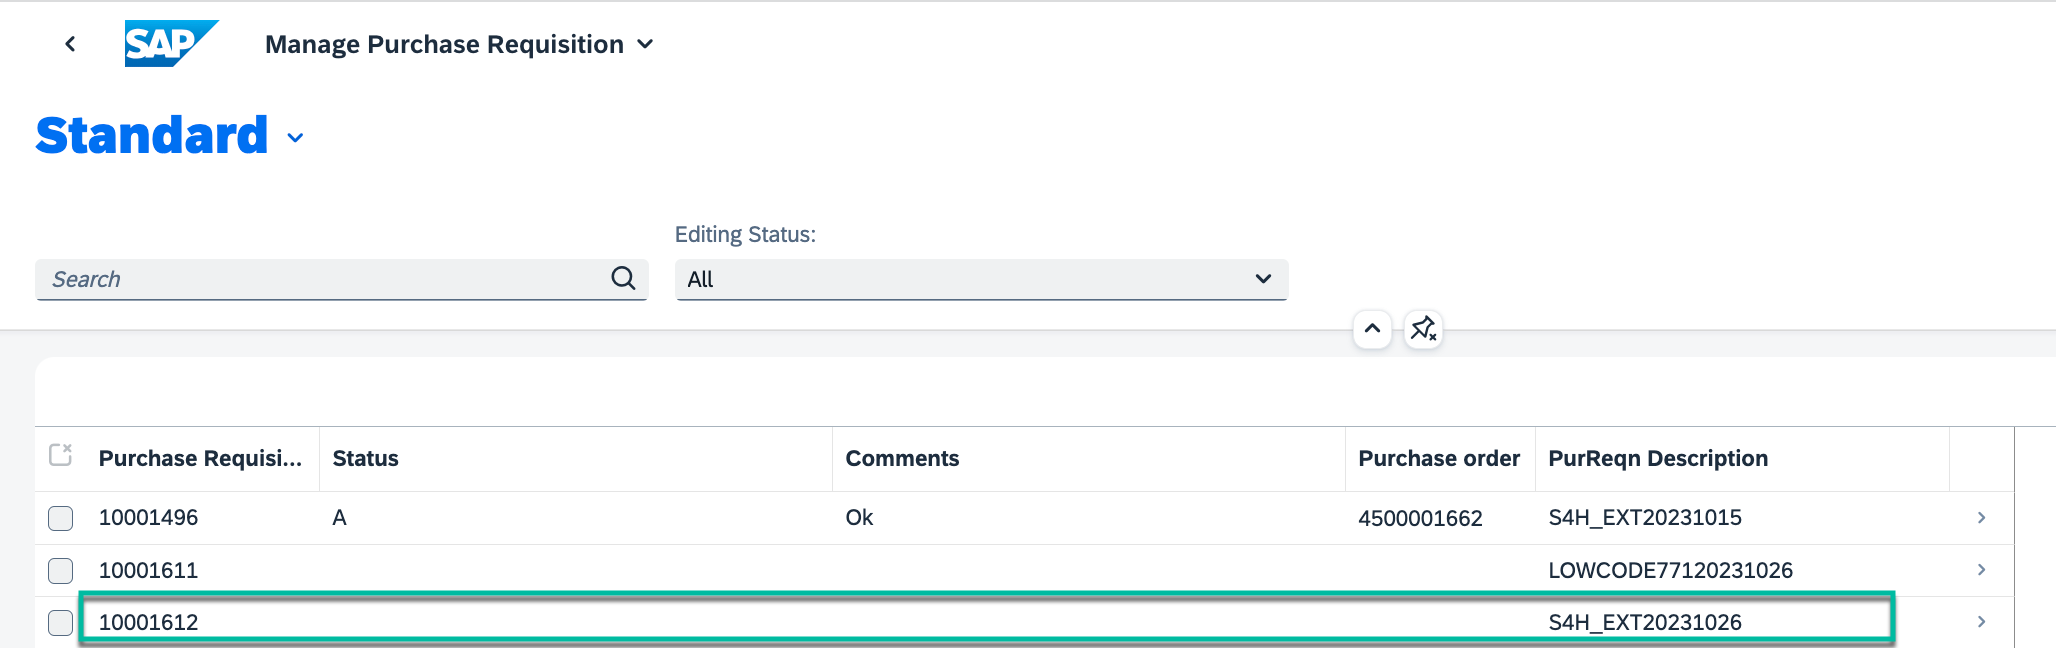 SAP Manage Purchase Requisition
Standard
Editing Status:
Search All
Purchase Requisi... Status Comments Purchase order PurReqn Description
10001496 A Ok 4500001662 S4H_EXT20231015
10001611 LOWCODE77120231026
10001612 S4H_EXT20231026